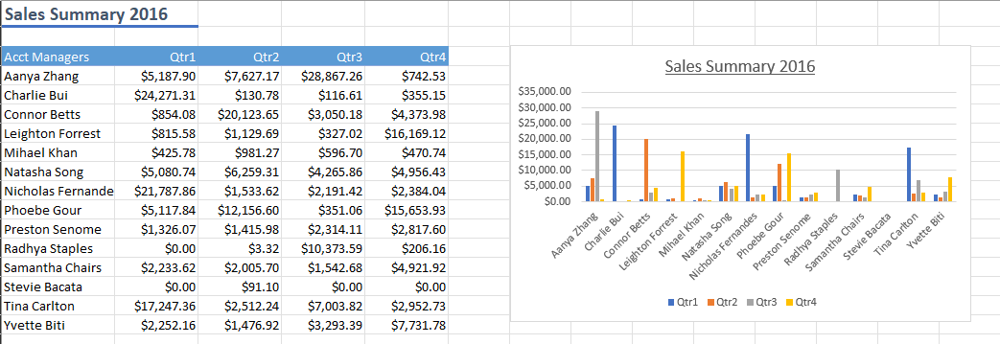 Sales Summary 2016
Acct Managers Qtr1 Qtr2 Qtr3 Qtr4
Aanya Zhang $5,187.90 $7,627.17 $28,867.26 $742.53
Charlie Bui $24,271.31 $130.78 $116.61 $355.15
Connor Betts $854.08 $20,123.65 $3,050.18 $4,373.98
Leighton Forrest $815.58 $1,129.69 $327.02 $16,169.12
Mihael Khan $425.78 $981.27 $596.70 $470.74
Natasha Song $5,080.74 $6,259.31 $4,265.86 $4,956.43
Nicholas Fernande $21,787.86 $1,533.62 $2,191.42 $2,384.04
Phoebe Gour $5,117.84 $12,156.60 $351.06 $15,653.93
Preston Senome $1,326.07 $1,415.98 $2,314.11 $2,817.60
Radhya Staples $0.00 $3.32 $10,373.59 $206.16
Samantha Chairs $2,233.62 $2,005.70 $1,542.68 $4,921.92
Stevie Bacata $0.00 $91.10 $0.00 $0.00
Tina Carlton $17,247.36 $2,512.24 $7,003.82 $2,952.73
Yvette Biti $2,252.16 $1,476.92 $3,293.39 $7,731.78
Sales Summary 2016
$35,000.00
$30,000.00
$25,000.00
$20,000.00
$15,000.00
$10,000.00
$5,000.00
$0.00
Aanya Zhang
Charlie Bui
Connor Betts
Leighton Forrest
Mihael Khan
Natasha Song
Nicholas Fernandes
Phoebe Gour
Preston Senome
Radhya Staples
Samantha Chairs
Stevie Bacata
Tina Carlton
Yvette Biti
Qtr1 Qtr2 Qtr3 Qtr4